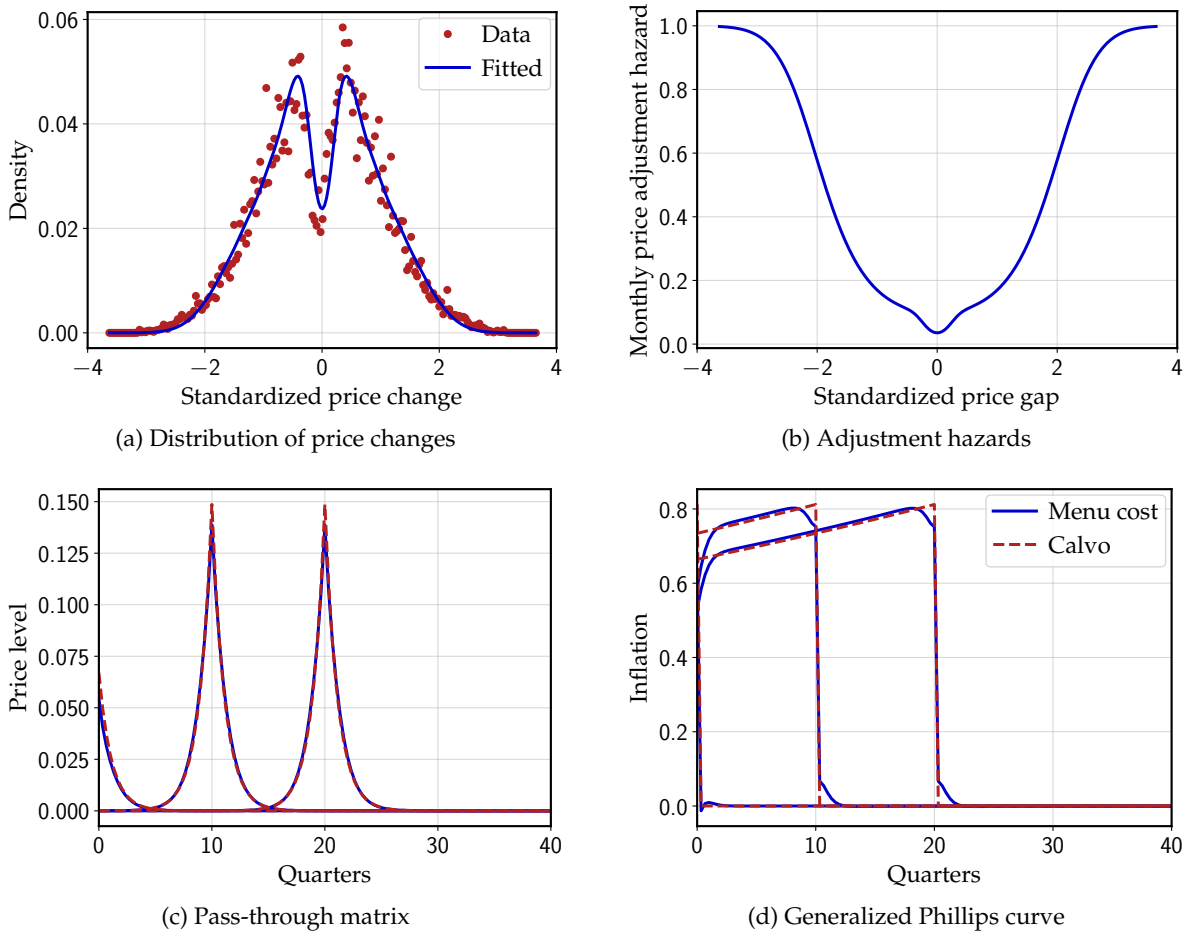 0.06
0.04
0.02
0.00
Density
Data
Fitted
−4
−2
0
2
4
Standardized price change
(a) Distribution of price changes
1.0
0.8
0.6
0.4
0.2
0.0
Monthly price adjustment hazard
−4
−2
0
2
4
Standardized price gap
(b) Adjustment hazards
0.150
0.125
0.100
0.075
0.050
0.025
0.000
Price level
0
10
20
30
40
Quarters
(c) Pass-through matrix
0.8
0.6
0.4
0.2
0.0
Inflation
Menu cost
Calvo
0
10
20
30
40
Quarters
(d) Generalized Phillips curve